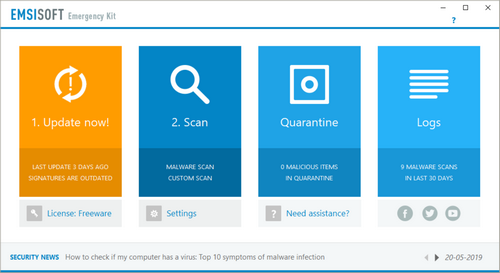 EMSISOFT Emergency Kit
?
1. Update now!
LAST UPDATE 3 DAYS AGO
SIGNATURES ARE OUTDATED
2. Scan
MALWARE SCAN
CUSTOM SCAN
Quarantine
0 MALICIOUS ITEMS
IN QUARANTINE
Logs
9 MALWARE SCANS
IN LAST 30 DAYS
License: Freeware
Settings
? Need assistance?
SECURITY NEWS How to check if my computer has a virus: Top 10 symptoms of malware infection 20-05-2019